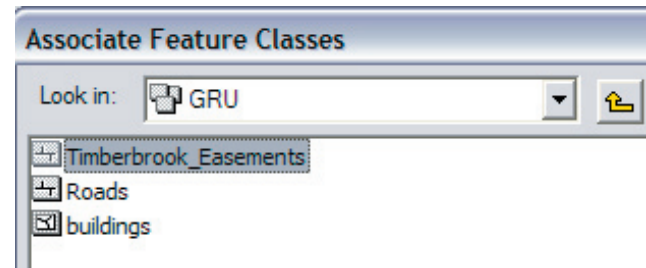 Associate Feature Classes
Look in: GRU
Timberbrook_Easements
Roads
buildings